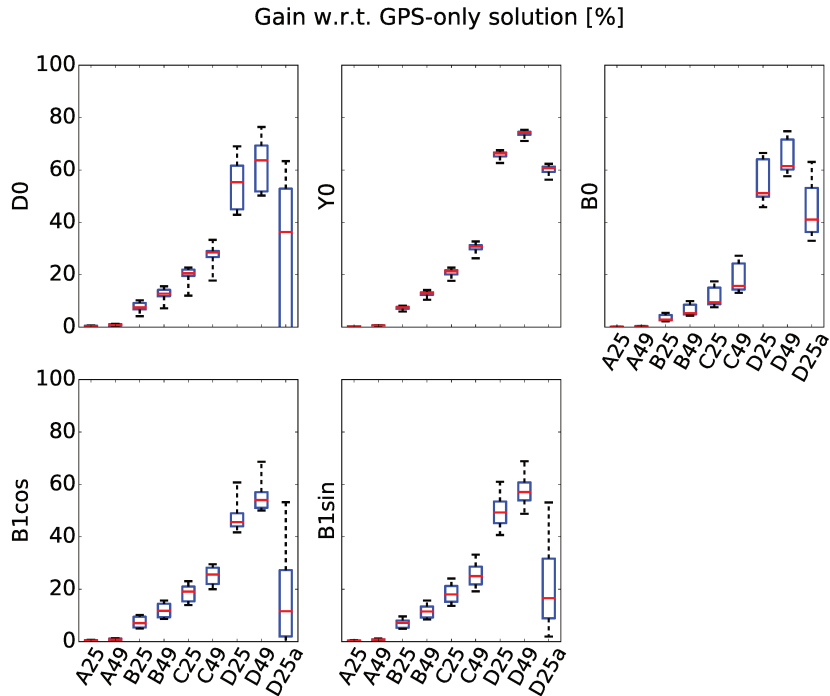 Gain w.r.t. GPS-only solution [%]
100
80
60
40
20
0
D0
Y0
B0
A25
A49
B25
B49
C25
C49
D25
D49
D25a
100
80
60
40
20
0
B1cos
B1sin
A25
A49
B25
B49
C25
C49
D25
D49
D25a
A25
A49
B25
B49
C25
C49
D25
D49
D25a